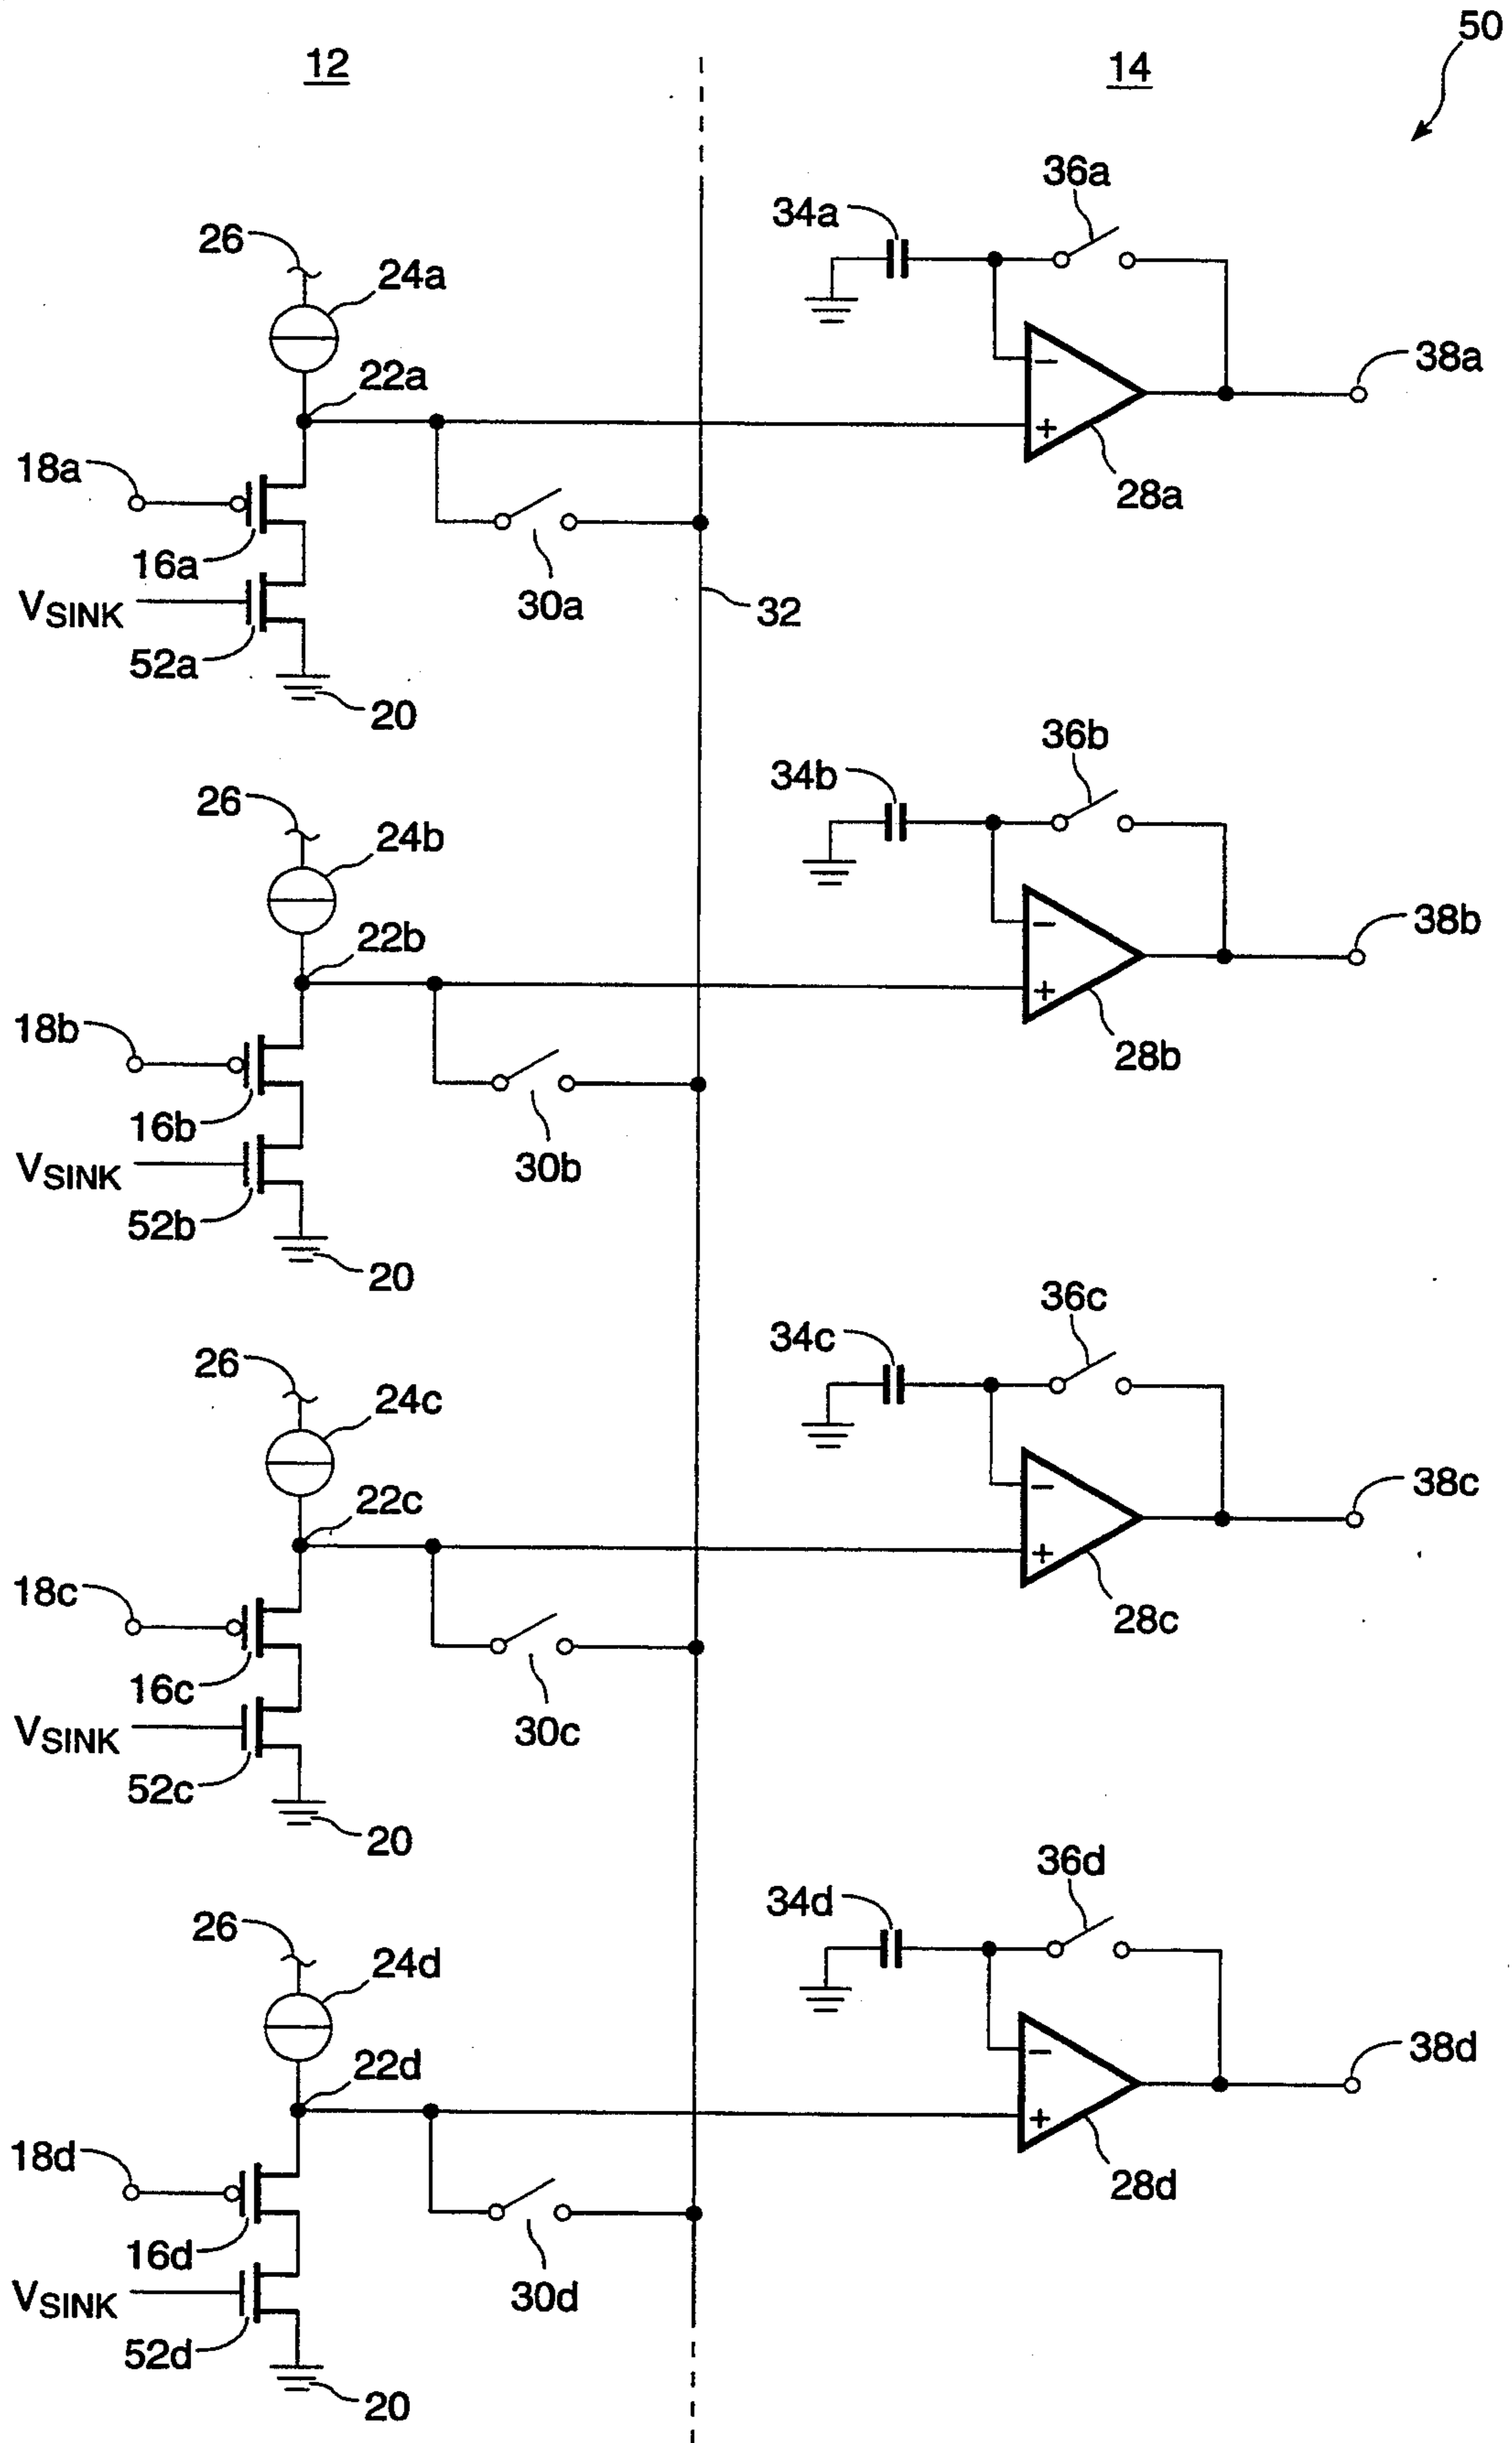 50
12
14
36a
34a
26
24a
38a
22a
18a
28a
16a
30a
VSINK
32
52a
20
36b
34b
26
24b
38b
22b
18b
28b
16b
30b
VSINK
52b
20
36c
34c
26
24c
38c
22c
18c
28c
16c
30c
VSINK
52c
20
36d
34d
26
24d
38d
22d
18d
28d
16d
30d
VSINK
52d
20